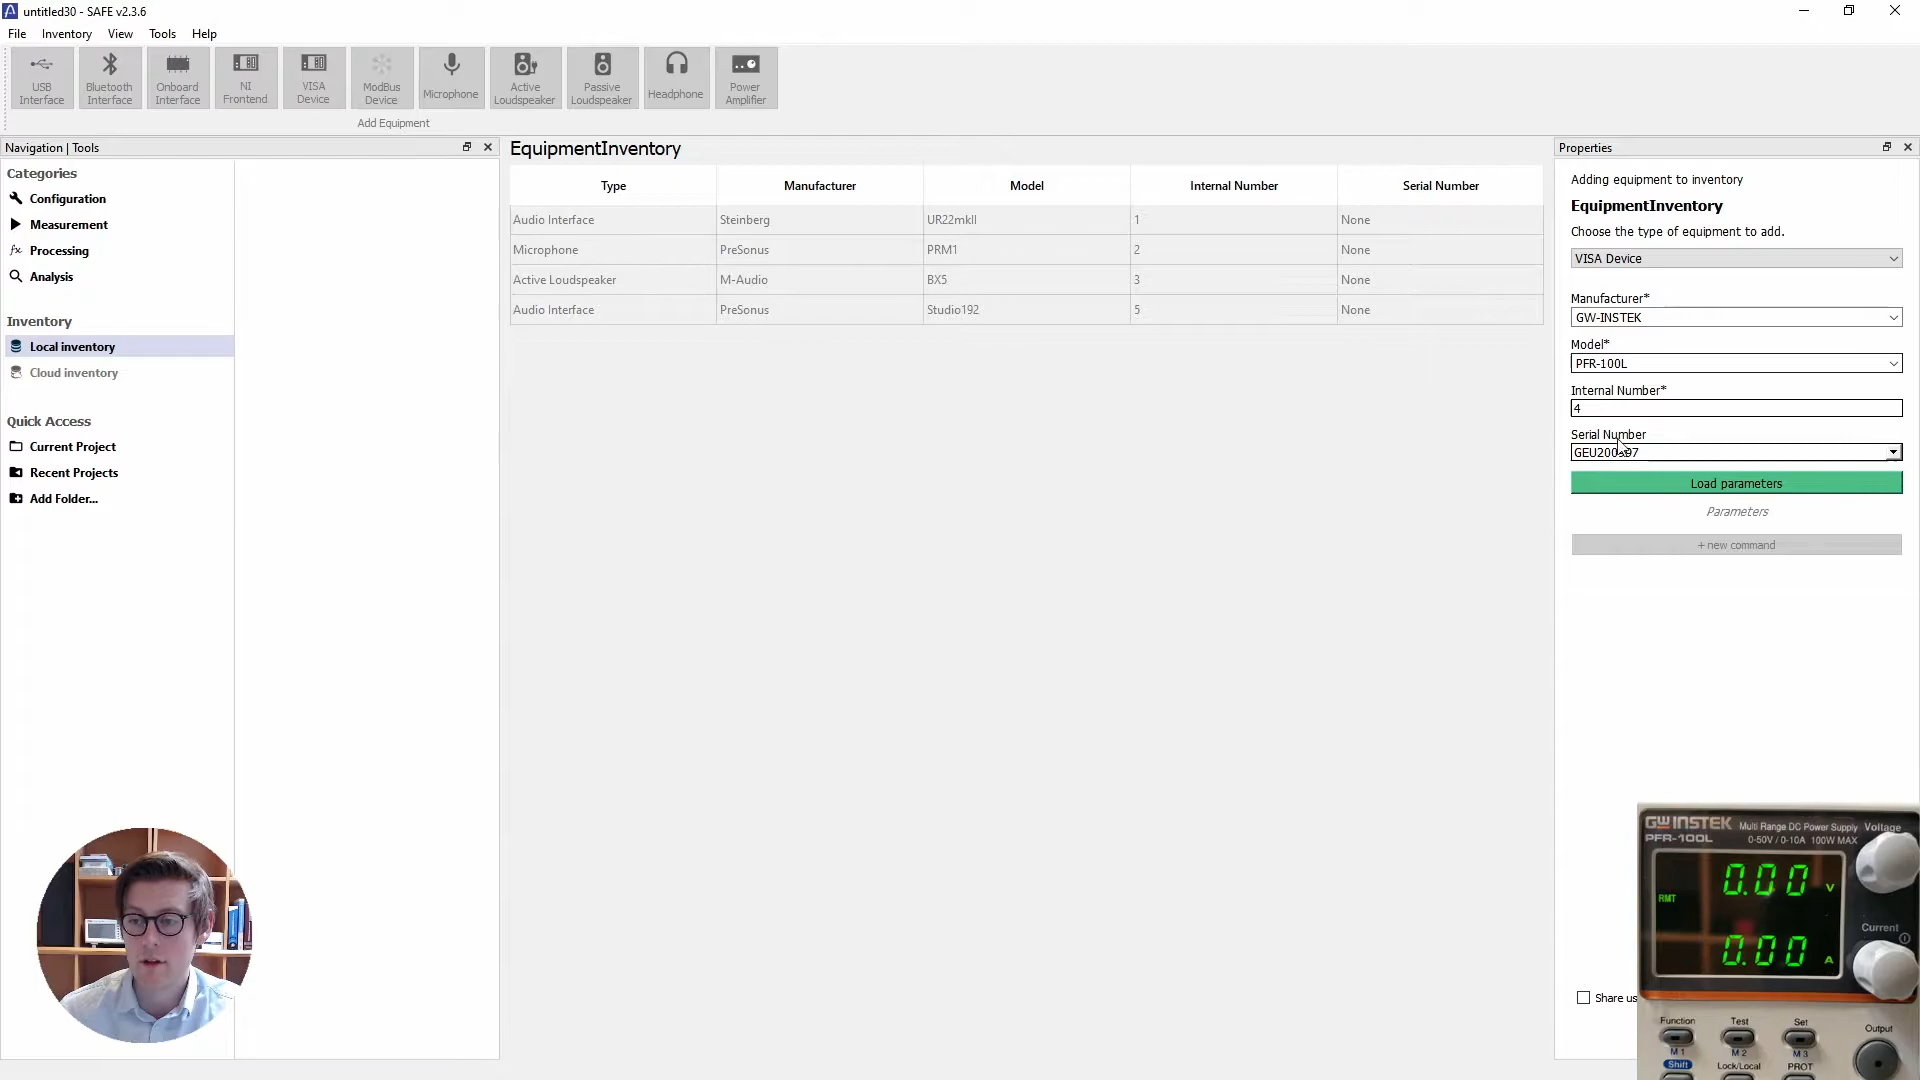 untitled30 - SAFE v2.3.6
File Inventory View Tools Help
USB Interface
Bluetooth Interface
Onboard Interface
NI Frontend
VISA Device
ModBus Device
Microphone
Active Loudspeaker
Passive Loudspeaker
Headphone
Power Amplifier
Add Equipment
Navigation | Tools
Categories
Configuration
Measurement
fx Processing
Analysis
Inventory
Local inventory
Cloud inventory
Quick Access
Current Project
Recent Projects
Add Folder...
EquipmentInventory
Type Manufacturer Model Internal Number Serial Number
Audio Interface Steinberg UR22mkII 1 None
Microphone PreSonus PRM1 2 None
Active Loudspeaker M-Audio BX5 3 None
Audio Interface PreSonus Studio192 5 None
Properties
Adding equipment to inventory
EquipmentInventory
Choose the type of equipment to add.
VISA Device
Manufacturer*
GW-INSTEK
Model*
PFR-100L
Internal Number*
4
Serial Number
Load parameters
Parameters
+ new command
Share us
GW INSTEK Multi Range DC Power Supply Voltage
PFR-100L 0-50V / 0-10A 100W MAX
0.00 V
RMT
Current
0.00 A
Function Test Set Output
M 1 M 2 M 3
Shift Lock/Local PROT